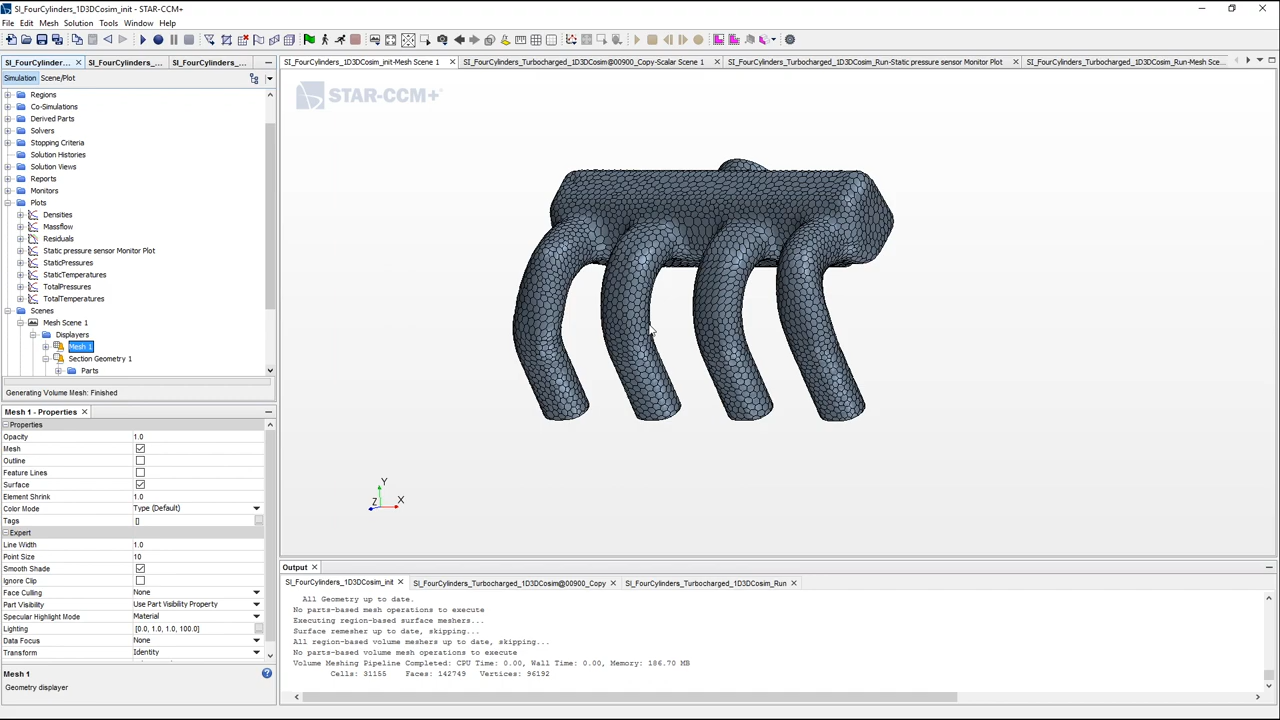 SI_FourCylinders_1D3DCosim_init - STAR-CCM+
File Edit Mesh Solution Tools Window Help
SI_FourCylinder... SI_FourCylinders_... SI_FourCylinders_...
SI_FourCylinders_1D3DCosim_init-Mesh Scene 1 SI_FourCylinders_Turbocharged_1D3DCosim@00900_Copy-Scalar Scene 1 SI_FourCylinders_Turbocharged_1D3DCosim_Run-Static pressure sensor Monitor Plot SI_FourCylinders_Turbocharged_1D3DCosim_Run-Mesh Sce...
Simulation Scene/Plot
STAR-CCM+
Regions
Co-Simulations
Derived Parts
Solvers
Stopping Criteria
Solution Histories
Solution Views
Reports
Monitors
Plots
Densities
Massflow
Residuals
Static pressure sensor Monitor Plot
StaticPressures
StaticTemperatures
TotalPressures
TotalTemperatures
Scenes
Mesh Scene 1
Displayers
Mesh 1
Section Geometry 1
Parts
Generating Volume Mesh: Finished
Mesh 1 - Properties
Properties
Opacity 1.0
Mesh
Outline
Feature Lines
Surface
Element Shrink 1.0
Color Mode Type (Default)
Tags []
Expert
Line Width 1.0
Point Size 10
Smooth Shade
Ignore Clip
Face Culling None
Part Visibility Use Part Visibility Property
Specular Highlight Mode Material
Lighting [0.0, 1.0, 1.0, 100.0]
Data Focus None
Transform Identity
Mesh 1
Geometry displayer
Y
Z X
Output
SI_FourCylinders_1D3DCosim_init SI_FourCylinders_Turbocharged_1D3DCosim@00900_Copy SI_FourCylinders_Turbocharged_1D3DCosim_Run
All Geometry up to date.
No parts-based mesh operations to execute
Executing region-based surface meshers...
Surface remesher up to date, skipping...
All region-based volume meshers up to date, skipping...
No parts-based volume mesh operations to execute
Volume Meshing Pipeline Completed: CPU Time: 0.00, Wall Time: 0.00, Memory: 186.70 MB
Cells: 31155 Faces: 142749 Vertices: 96192